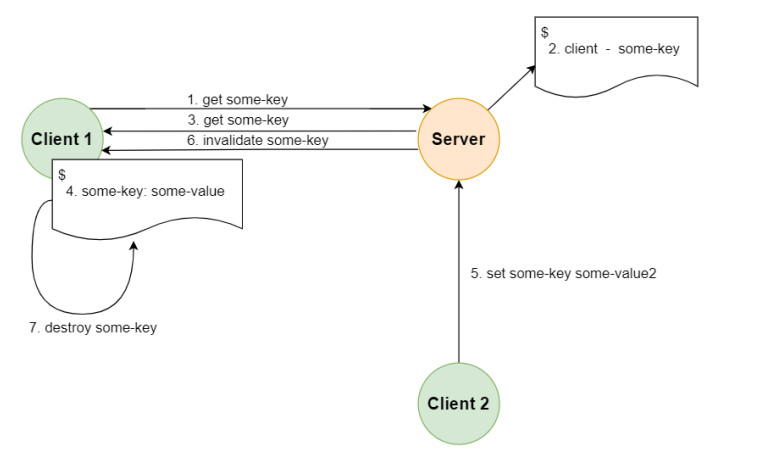 $
2. client - some-key
1. get some-key
3. get some-key
6. invalidate some-key
Client 1
Server
$
4. some-key: some-value
5. set some-key some-value2
7. destroy some-key
Client 2